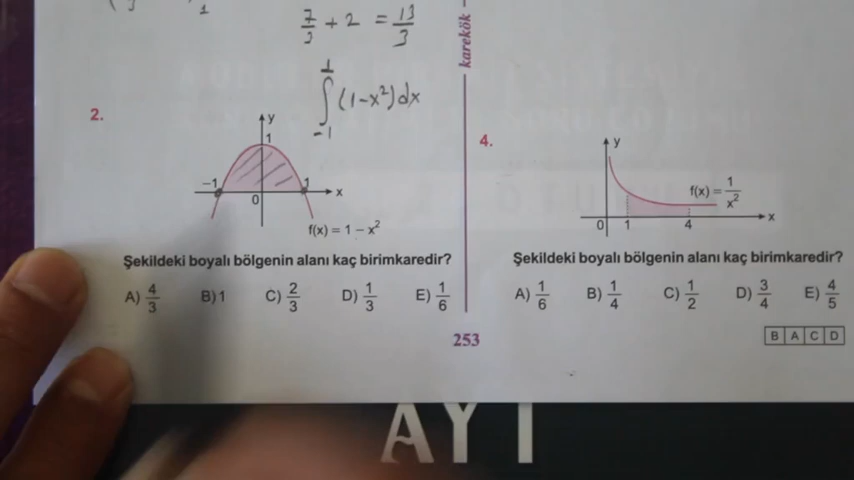 7/3 + 2 = 13/3
karekök
∫₋₁¹ (1-x²)dx
2.
y
1
-1
1
x
0
f(x) = 1 – x²
Şekildeki boyalı bölgenin alanı kaç birimkaredir?
A) 4/3 B) 1 C) 2/3 D) 1/3 E) 1/6
4.
y
f(x) = 1/x²
x
0 1 4
Şekildeki boyalı bölgenin alanı kaç birimkaredir?
A) 1/6 B) 1/4 C) 1/2 D) 3/4 E) 4/5
253
B A C D